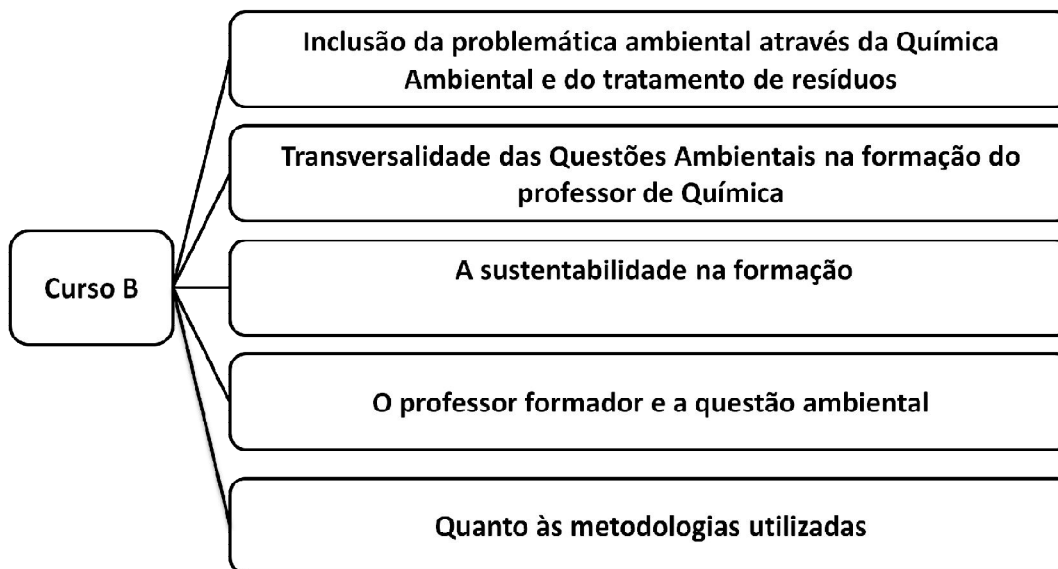 Inclusão da problemática ambiental através da Química
Ambiental e do tratamento de resíduos
Transversalidade das Questões Ambientais na formação do
professor de Química
A sustentabilidade na formação
Curso B
O professor formador e a questão ambiental
Quanto às metodologias utilizadas